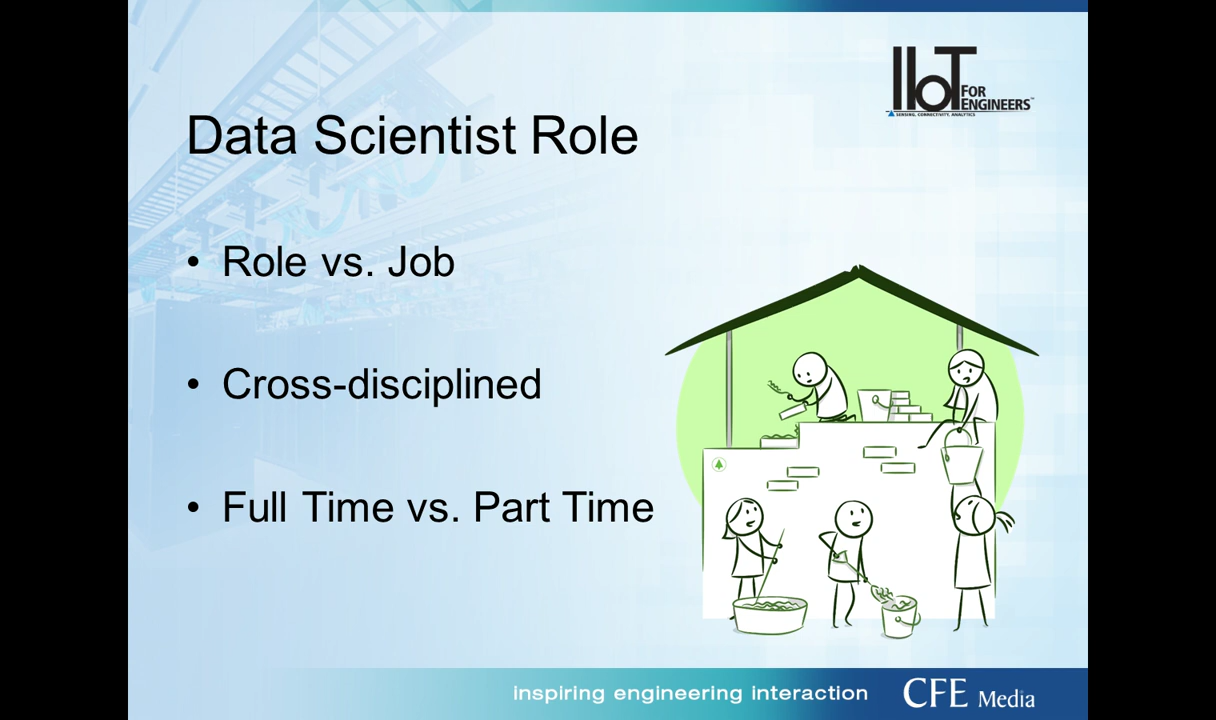 IIoT FOR ENGINEERS™
SENSING, CONNECTIVITY, ANALYTICS
Data Scientist Role
• Role vs. Job
• Cross-disciplined
• Full Time vs. Part Time
inspiring engineering interaction
CFE Media